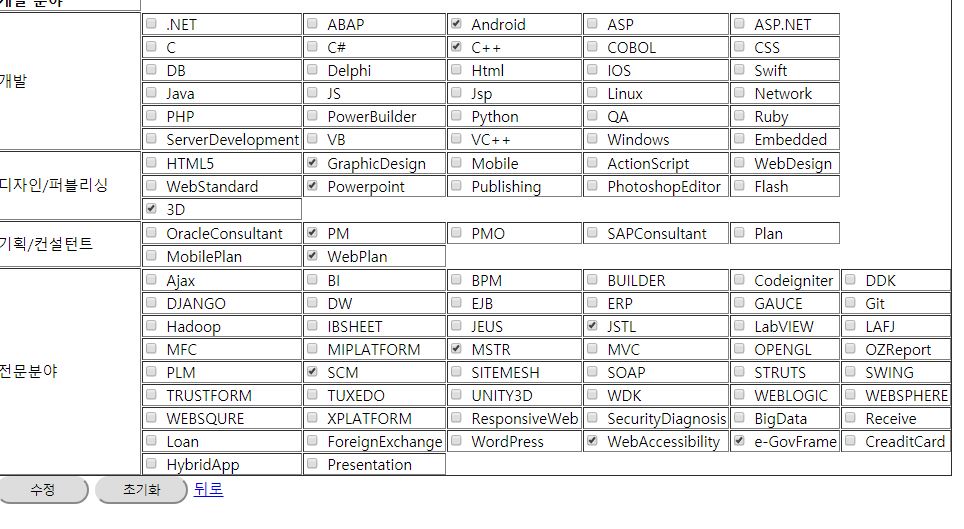 개발 분야
개발
.NET ABAP Android ASP ASP.NET
C C# C++ COBOL CSS
DB Delphi Html IOS Swift
Java JS Jsp Linux Network
PHP PowerBuilder Python QA Ruby
ServerDevelopment VB VC++ Windows Embedded
디자인/퍼블리싱
HTML5 GraphicDesign Mobile ActionScript WebDesign
WebStandard Powerpoint Publishing PhotoshopEditor Flash
3D
기획/컨설턴트
OracleConsultant PM PMO SAPConsultant Plan
MobilePlan WebPlan
전문분야
Ajax BI BPM BUILDER Codeigniter DDK
DJANGO DW EJB ERP GAUCE Git
Hadoop IBSHEET JEUS JSTL LabVIEW LAFJ
MFC MIPLATFORM MSTR MVC OPENGL OZReport
PLM SCM SITEMESH SOAP STRUTS SWING
TRUSTFORM TUXEDO UNITY3D WDK WEBLOGIC WEBSPHERE
WEBSQURE XPLATFORM ResponsiveWeb SecurityDiagnosis BigData Receive
Loan ForeignExchange WordPress WebAccessibility e-GovFrame CreaditCard
HybridApp Presentation
수정 초기화 뒤로